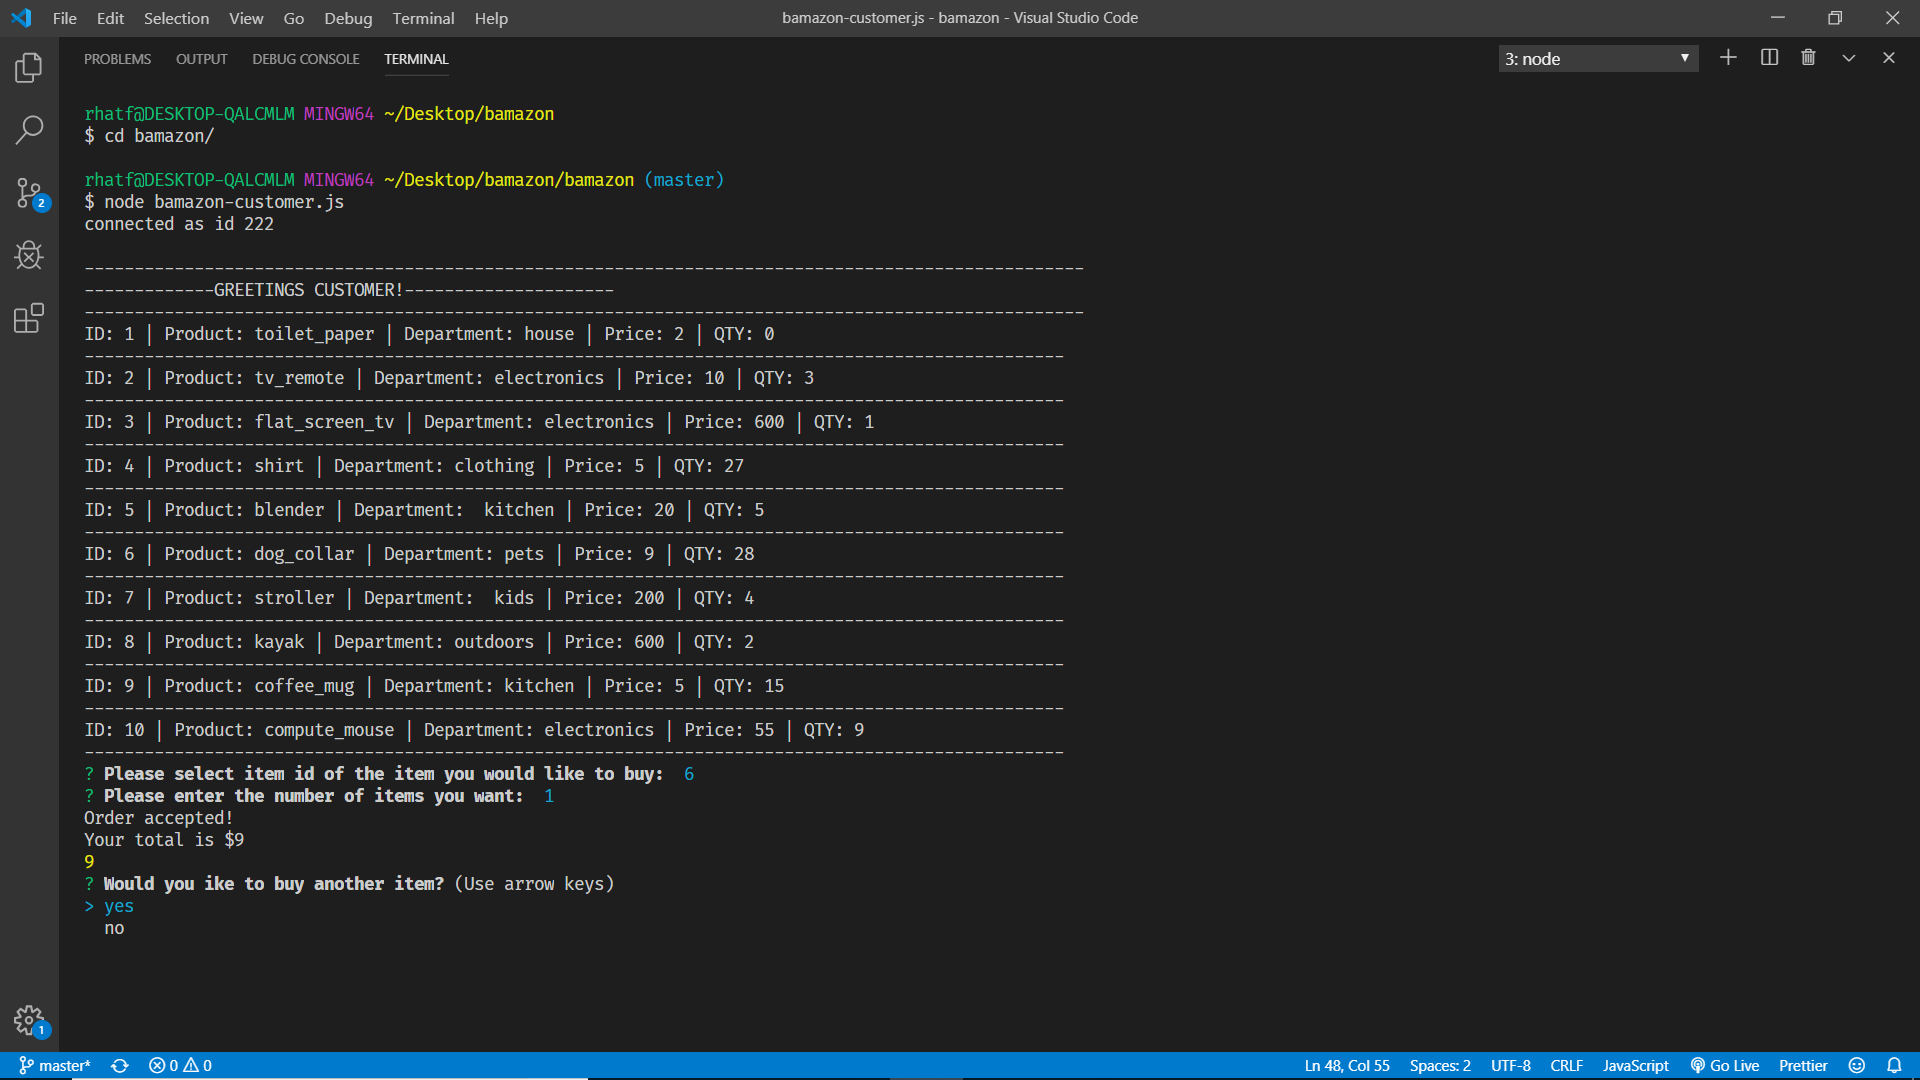 File Edit Selection View Go Debug Terminal Help
bamazon-customer.js - bamazon - Visual Studio Code
PROBLEMS OUTPUT DEBUG CONSOLE TERMINAL
3: node
rhatf@DESKTOP-QALCMLM MINGW64 ~/Desktop/bamazon
$ cd bamazon/
rhatf@DESKTOP-QALCMLM MINGW64 ~/Desktop/bamazon/bamazon (master)
$ node bamazon-customer.js
connected as id 222
----------------------------------------------------------------------------------------------------
-------------GREETINGS CUSTOMER!---------------------
----------------------------------------------------------------------------------------------------
ID: 1 | Product: toilet_paper | Department: house | Price: 2 | QTY: 0
--------------------------------------------------------------------------------------------------
ID: 2 | Product: tv_remote | Department: electronics | Price: 10 | QTY: 3
--------------------------------------------------------------------------------------------------
ID: 3 | Product: flat_screen_tv | Department: electronics | Price: 600 | QTY: 1
--------------------------------------------------------------------------------------------------
ID: 4 | Product: shirt | Department: clothing | Price: 5 | QTY: 27
--------------------------------------------------------------------------------------------------
ID: 5 | Product: blender | Department:  kitchen | Price: 20 | QTY: 5
--------------------------------------------------------------------------------------------------
ID: 6 | Product: dog_collar | Department: pets | Price: 9 | QTY: 28
--------------------------------------------------------------------------------------------------
ID: 7 | Product: stroller | Department:  kids | Price: 200 | QTY: 4
--------------------------------------------------------------------------------------------------
ID: 8 | Product: kayak | Department: outdoors | Price: 600 | QTY: 2
--------------------------------------------------------------------------------------------------
ID: 9 | Product: coffee_mug | Department: kitchen | Price: 5 | QTY: 15
--------------------------------------------------------------------------------------------------
ID: 10 | Product: compute_mouse | Department: electronics | Price: 55 | QTY: 9
--------------------------------------------------------------------------------------------------
? Please select item id of the item you would like to buy:  6
? Please enter the number of items you want:  1
Order accepted!
Your total is $9
9
? Would you ike to buy another item? (Use arrow keys)
> yes
no
2
1
master* 0 0 Ln 48, Col 55 Spaces: 2 UTF-8 CRLF JavaScript Go Live Prettier